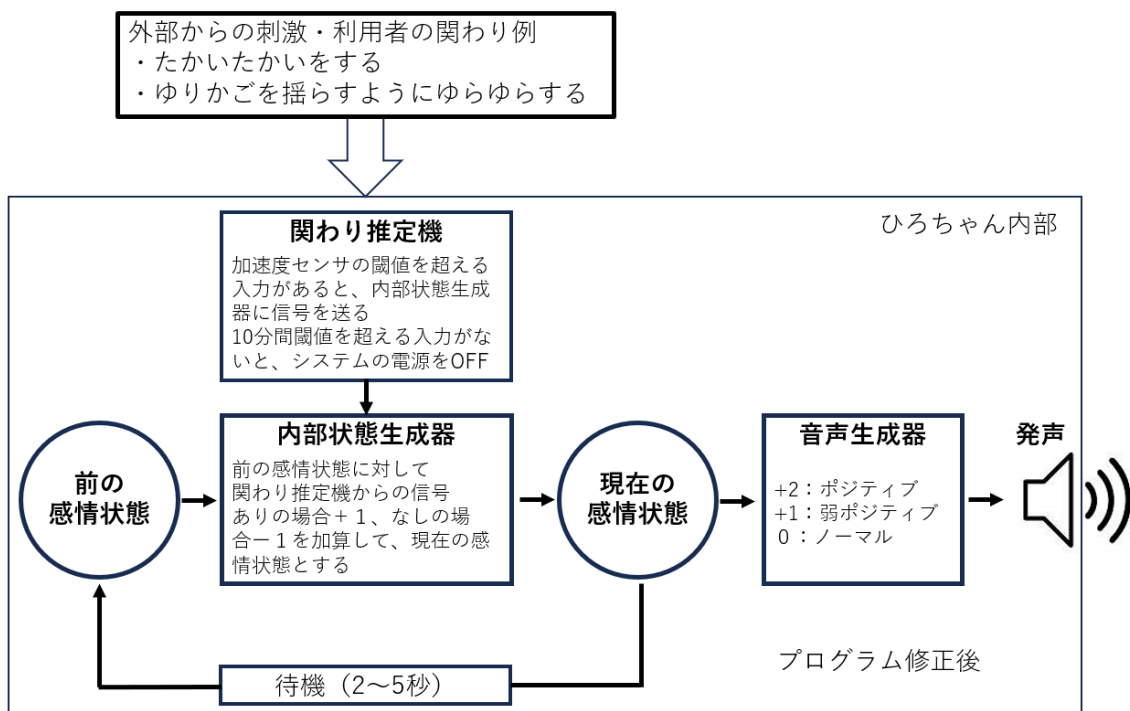 外部からの刺激・利用者の関わり例
・たかいたかいをする
・ゆりかごを揺らすようにゆらゆらする
ひろちゃん内部
関わり推定機
加速度センサの閾値を超える
入力があると、内部状態生成
器に信号を送る
10分間閾値を超える入力がな
いと、システムの電源をOFF
前の
感情状態
内部状態生成器
前の感情状態に対して
関わり推定機からの信号
ありの場合+1、なしの場
合ー1を加算して、現在の感
情状態とする
現在の
感情状態
音声生成器
+2：ポジティブ
+1：弱ポジティブ
0：ノーマル
発声
待機（2～5秒）
プログラム修正後